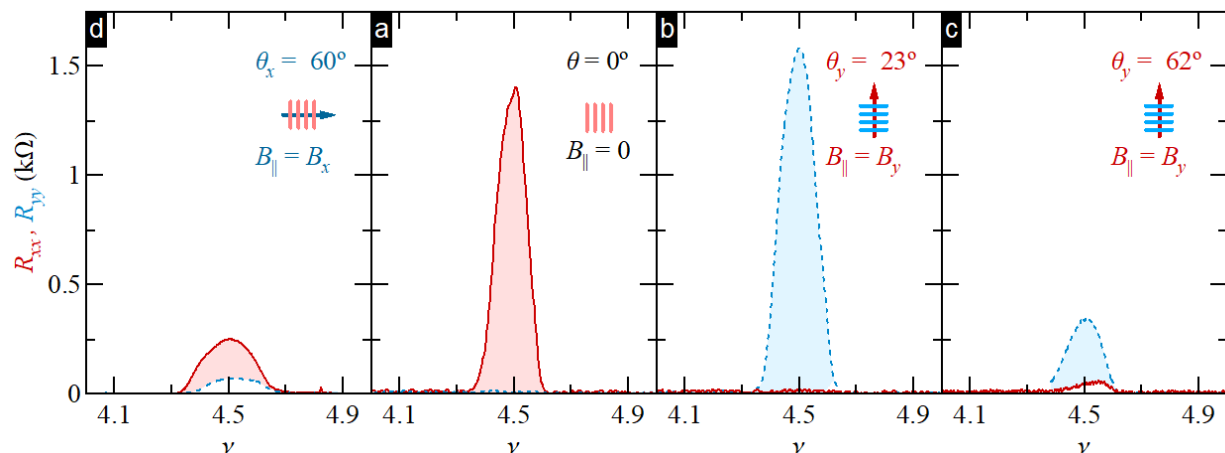 d
θx = 60º
B∥ = Bx
a
θ = 0º
B∥ = 0
b
θy = 23º
B∥ = By
c
θy = 62º
B∥ = By
Rxx, Ryy (kΩ)
1.5
1
0.5
0
4.1 4.5 4.9
4.1 4.5 4.9
4.1 4.5 4.9
4.1 4.5 4.9
ν ν ν ν